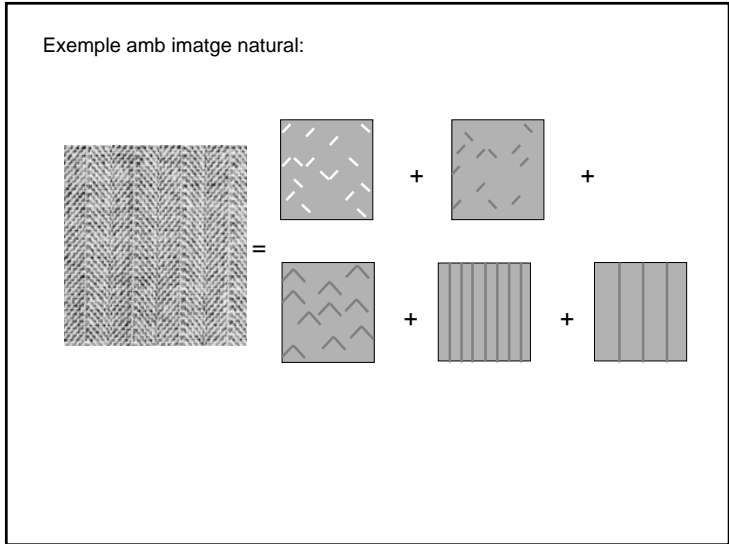 Exemple amb imatge natural:
+ +
=
+ +